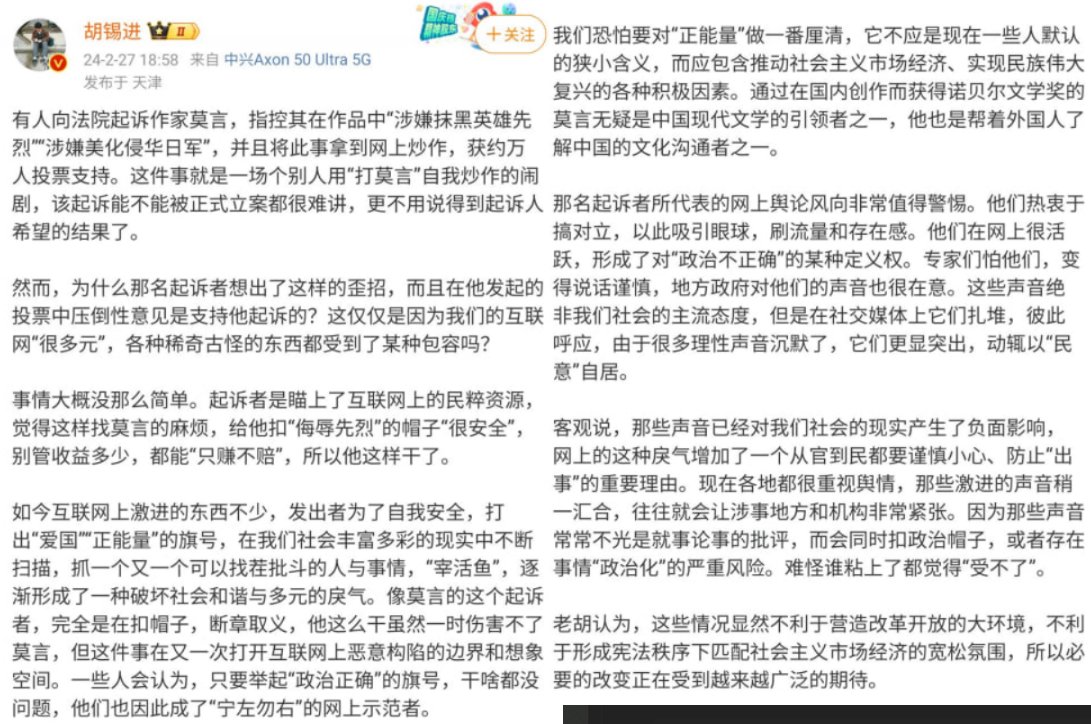 胡锡进 II
24-2-27 18:58 来自 中兴Axon 50 Ultra 5G
发布于 天津
国庆核
+关注
有人向法院起诉作家莫言，指控其在作品中“涉嫌抹黑英雄先
烈”“涉嫌美化侵华日军”，并且将此事拿到网上炒作，获约万
人投票支持。这件事就是一场个别人用“打莫言”自我炒作的闹
剧，该起诉能不能被正式立案都很难讲，更不用说得到起诉人
希望的结果了。
然而，为什么那名起诉者想出了这样的歪招，而且在他发起的
投票中压倒性意见是支持他起诉的？这仅仅是因为我们的互联
网“很多元”，各种稀奇古怪的东西都受到了某种包容吗？
事情大概没那么简单。起诉者是瞄上了互联网上的民粹资源，
觉得这样找莫言的麻烦，给他扣“侮辱先烈”的帽子“很安全”，
别管收益多少，都能“只赚不赔”，所以他这样干了。
如今互联网上激进的东西不少，发出者为了自我安全，打
出“爱国”“正能量”的旗号，在我们社会丰富多彩的现实中不断
扫描，抓一个又一个可以找茬批斗的人与事情，“宰活鱼”，逐
渐形成了一种破坏社会和谐与多元的戾气。像莫言的这个起诉
者，完全是在扣帽子，断章取义，他这么干虽然一时伤害不了
莫言，但这件事在又一次打开互联网上恶意构陷的边界和想象
空间。一些人会认为，只要举起“政治正确”的旗号，干啥都没
问题，他们也因此成了“宁左勿右”的网上示范者。
我们恐怕要对“正能量”做一番厘清，它不应是现在一些人默认
的狭小含义，而应包含推动社会主义市场经济、实现民族伟大
复兴的各种积极因素。通过在国内创作而获得诺贝尔文学奖的
莫言无疑是中国现代文学的引领者之一，他也是帮着外国人了
解中国的文化沟通者之一。
那名起诉者所代表的网上舆论风向非常值得警惕。他们热衷于
搞对立，以此吸引眼球，刷流量和存在感。他们在网上很活
跃，形成了对“政治不正确”的某种定义权。专家们怕他们，变
得说话谨慎，地方政府对他们的声音也很在意。这些声音绝
非我们社会的主流态度，但是在社交媒体上它们扎堆，彼此
呼应，由于很多理性声音沉默了，它们更显突出，动辄以“民
意”自居。
客观说，那些声音已经对我们社会的现实产生了负面影响，
网上的这种戾气增加了一个从官到民都要谨慎小心、防止“出
事”的重要理由。现在各地都很重视舆情，那些激进的声音稍
一汇合，往往就会让涉事地方和机构非常紧张。因为那些声音
常常不光是就事论事的批评，而会同时扣政治帽子，或者存在
事情“政治化”的严重风险。难怪谁粘上了都觉得“受不了”。
老胡认为，这些情况显然不利于营造改革开放的大环境，不利
于形成宪法秩序下匹配社会主义市场经济的宽松氛围，所以必
要的改变正在受到越来越广泛的期待。